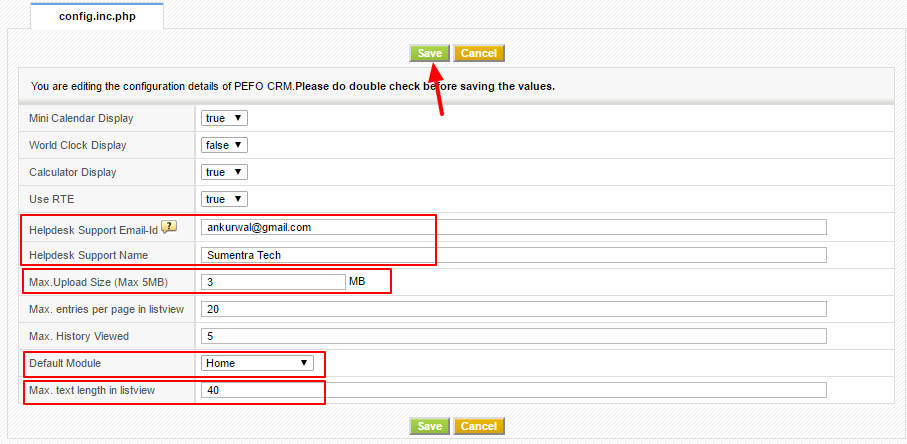 config.inc.php
Save Cancel
You are editing the configuration details of PEFO CRM.Please do double check before saving the values.
Mini Calendar Display true
World Clock Display false
Calculator Display true
Use RTE true
Helpdesk Support Email-Id ? ankurwal@gmail.com
Helpdesk Support Name Sumentra Tech
Max.Upload Size (Max 5MB) 3 MB
Max. entries per page in listview 20
Max. History Viewed 5
Default Module Home
Max. text length in listview 40
Save Cancel